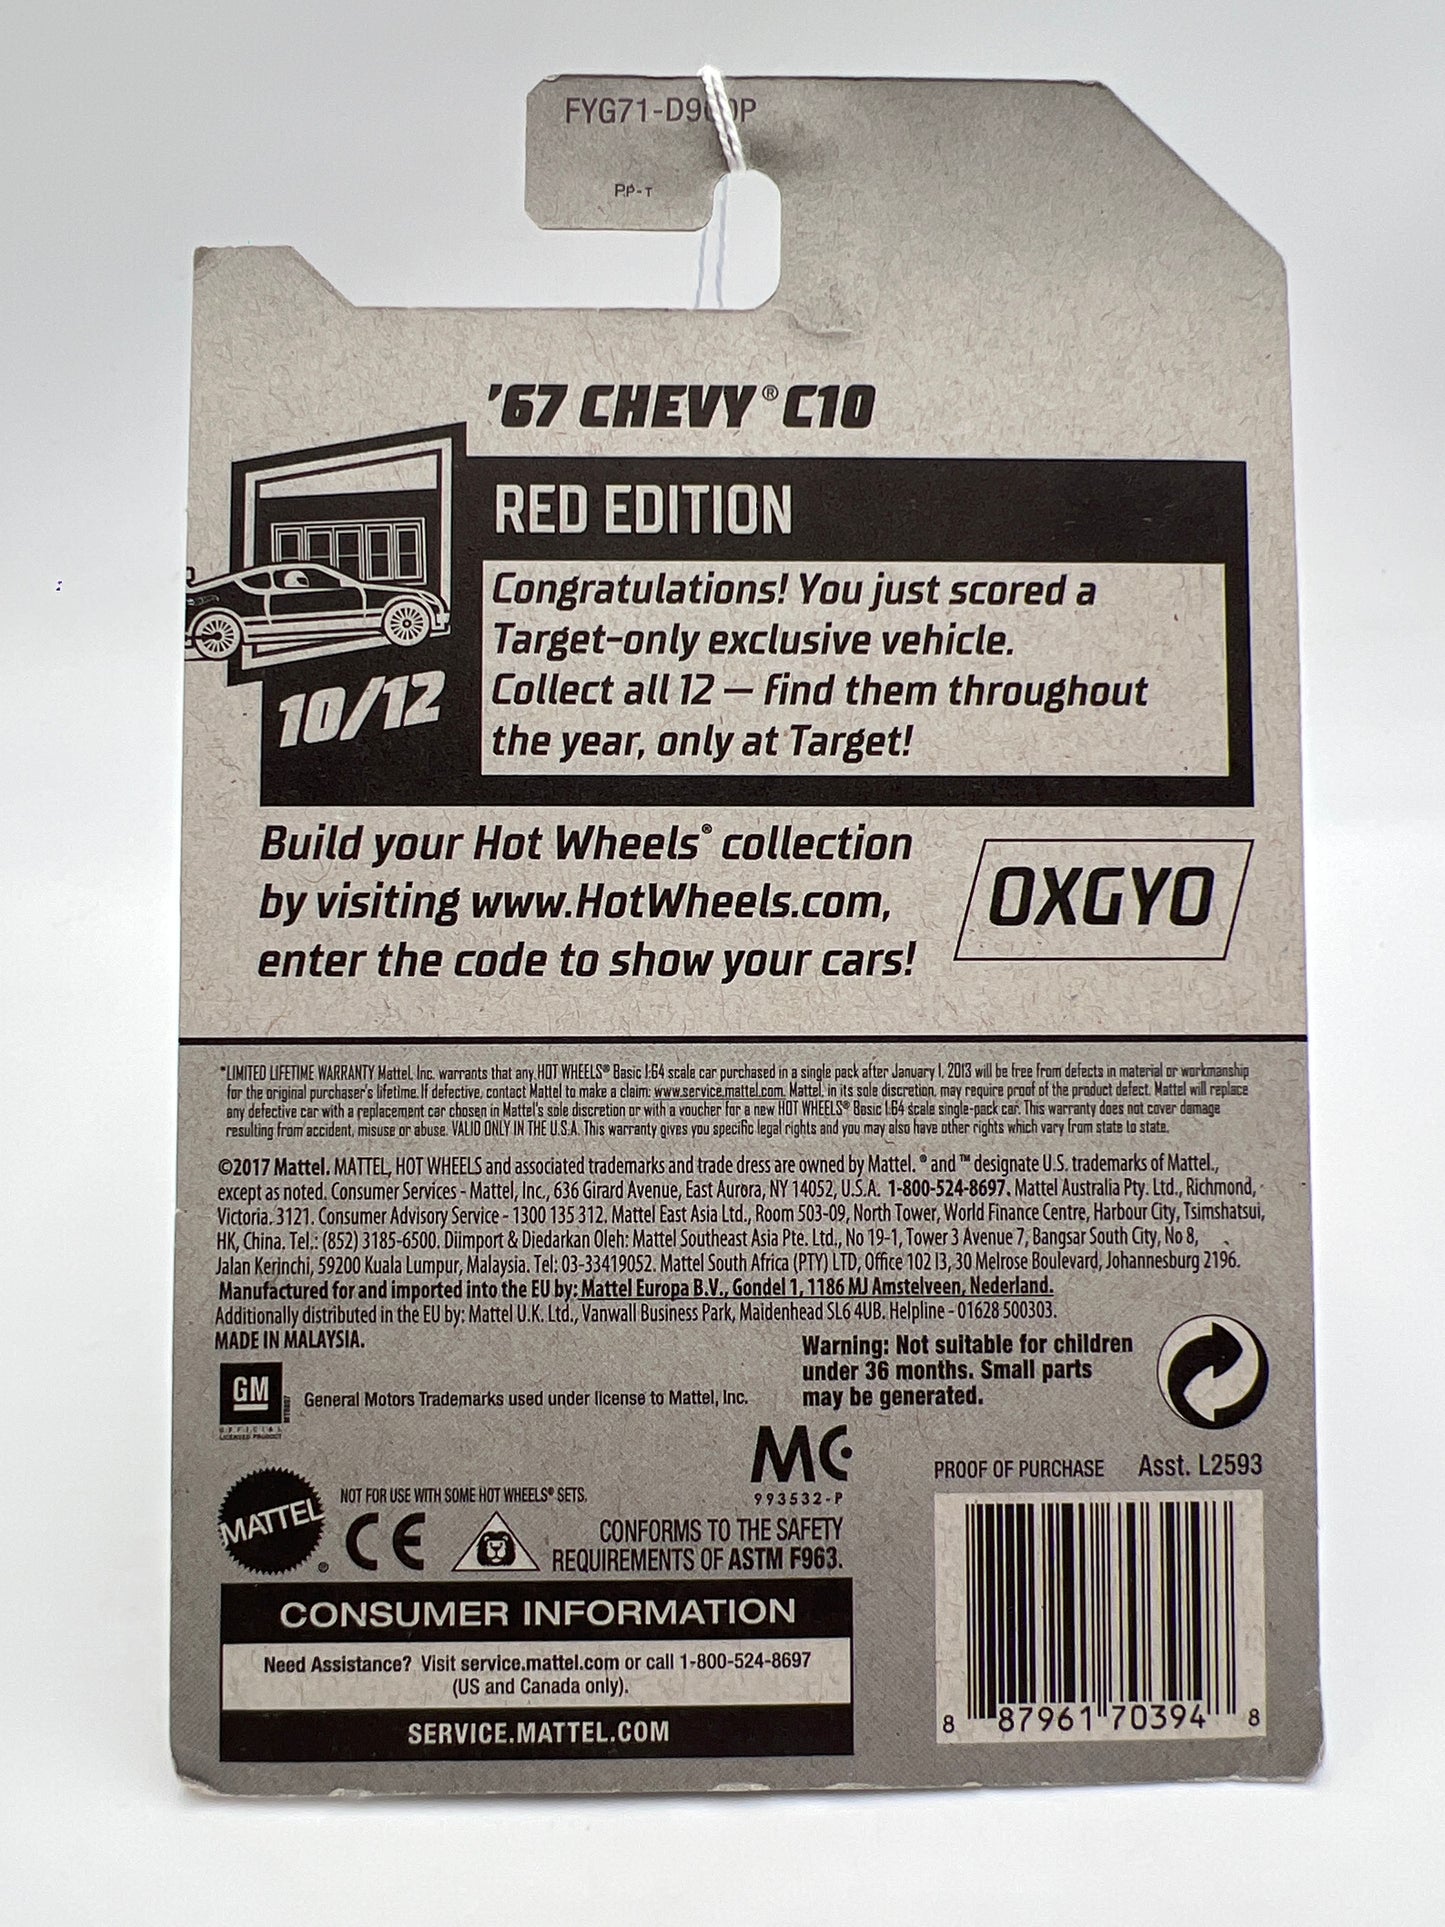 FYG71-D9
P.P-T
'67 CHEVY® C10
RED EDITION
Congratulations! You just scored a
Target-only exclusive vehicle.
Collect all 12 — find them throughout
the year, only at Target!
10/12
Build your Hot Wheels® collection
by visiting www.HotWheels.com,
enter the code to show your cars!
OXGYO
*LIMITED LIFETIME WARRANTY Mattel, Inc. warrants that any HOT WHEELS® Basic 1:64 scale car purchased in a single pack after January 1, 2013 will be free from defects in material or workmanship
for the original purchaser's lifetime. If defective, contact Mattel to make a claim: www.service.mattel.com. Mattel, in its sole discretion, may require proof of the product defect. Mattel will replace
any defective car with a replacement car chosen in Mattel's sole discretion or with a voucher for a new HOT WHEELS® Basic 1:64 scale single-pack car. This warranty does not cover damage
resulting from accident, misuse or abuse. VALID ONLY IN THE U.S.A. This warranty gives you specific legal rights and you may also have other rights which vary from state to state.
©2017 Mattel. MATTEL, HOT WHEELS and associated trademarks and trade dress are owned by Mattel. ® and ™ designate U.S. trademarks of Mattel.,
except as noted. Consumer Services - Mattel, Inc., 636 Girard Avenue, East Aurora, NY 14052, U.S.A. 1-800-524-8697. Mattel Australia Pty. Ltd., Richmond,
Victoria. 3121. Consumer Advisory Service - 1300 135 312. Mattel East Asia Ltd., Room 503-09, North Tower, World Finance Centre, Harbour City, Tsimshatsui,
HK, China. Tel.: (852) 3185-6500. Diimport & Diedarkan Oleh: Mattel Southeast Asia Pte. Ltd., No 19-1, Tower 3 Avenue 7, Bangsar South City, No 8,
Jalan Kerinchi, 59200 Kuala Lumpur, Malaysia. Tel: 03-33419052. Mattel South Africa (PTY) LTD, Office 102 I3, 30 Melrose Boulevard, Johannesburg 2196.
Manufactured for and imported into the EU by: Mattel Europa B.V., Gondel 1, 1186 MJ Amstelveen, Nederland.
Additionally distributed in the EU by: Mattel U.K. Ltd., Vanwall Business Park, Maidenhead SL6 4UB. Helpline - 01628 500303.
MADE IN MALAYSIA.
Warning: Not suitable for children
under 36 months. Small parts
may be generated.
GM
OFFICIAL
LICENSED PRODUCT
General Motors Trademarks used under license to Mattel, Inc.
MC
993532-P
PROOF OF PURCHASE Asst. L2593
MATTEL®
NOT FOR USE WITH SOME HOT WHEELS® SETS.
CE
CONFORMS TO THE SAFETY
REQUIREMENTS OF ASTM F963.
CONSUMER INFORMATION
Need Assistance? Visit service.mattel.com or call 1-800-524-8697
(US and Canada only).
SERVICE.MATTEL.COM
8 87961 70394 8